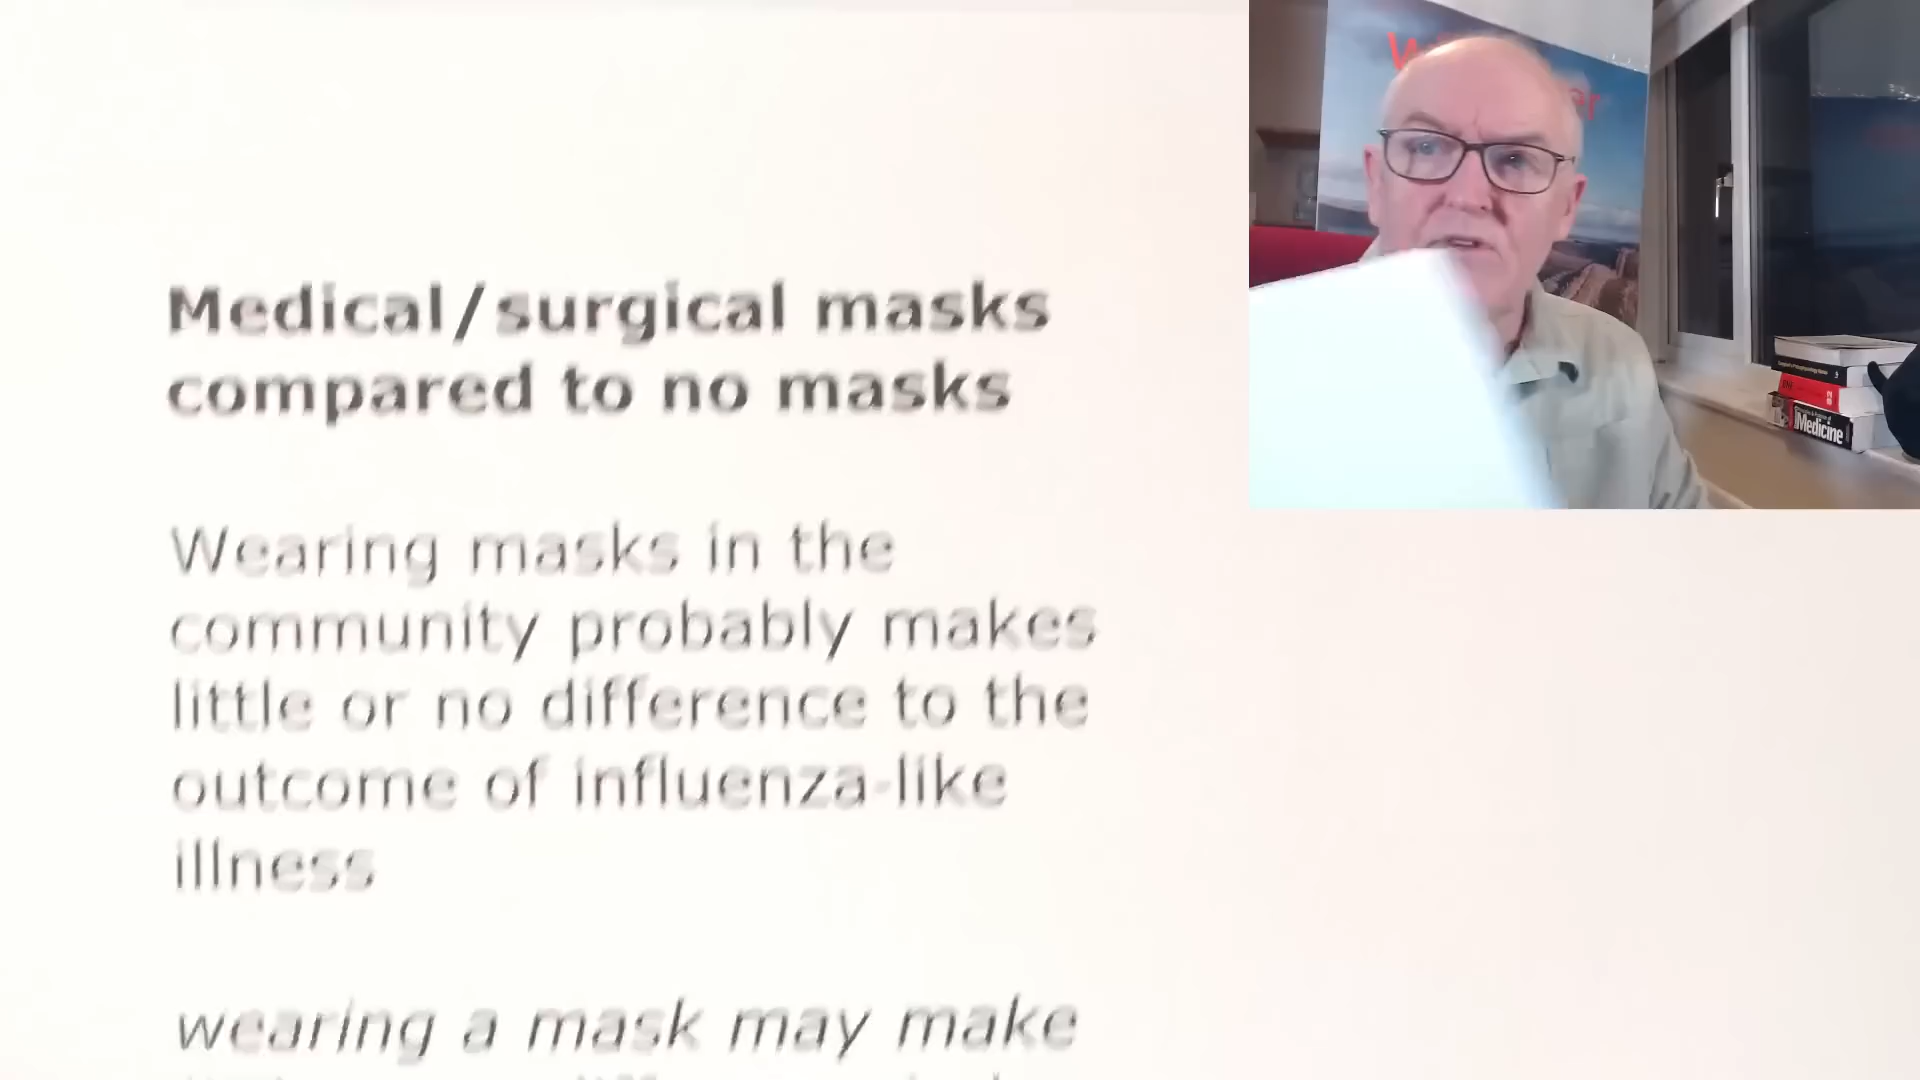 Medical/surgical masks
compared to no masks
Wearing masks in the
community probably makes
little or no difference to the
outcome of influenza-like
illness
wearing a mask may make
Medicine